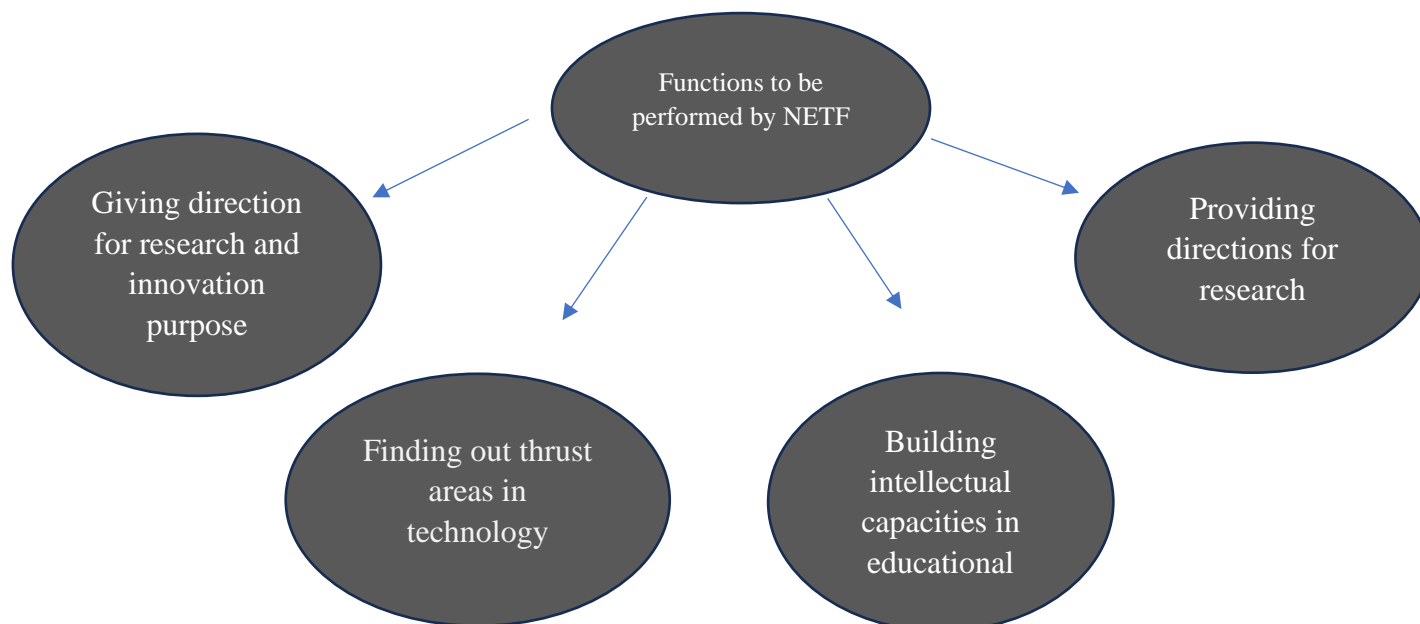 Functions to be
performed by NETF
Giving direction
for research and
innovation
purpose
Providing
directions for
research
Finding out thrust
areas in
technology
Building
intellectual
capacities in
educational